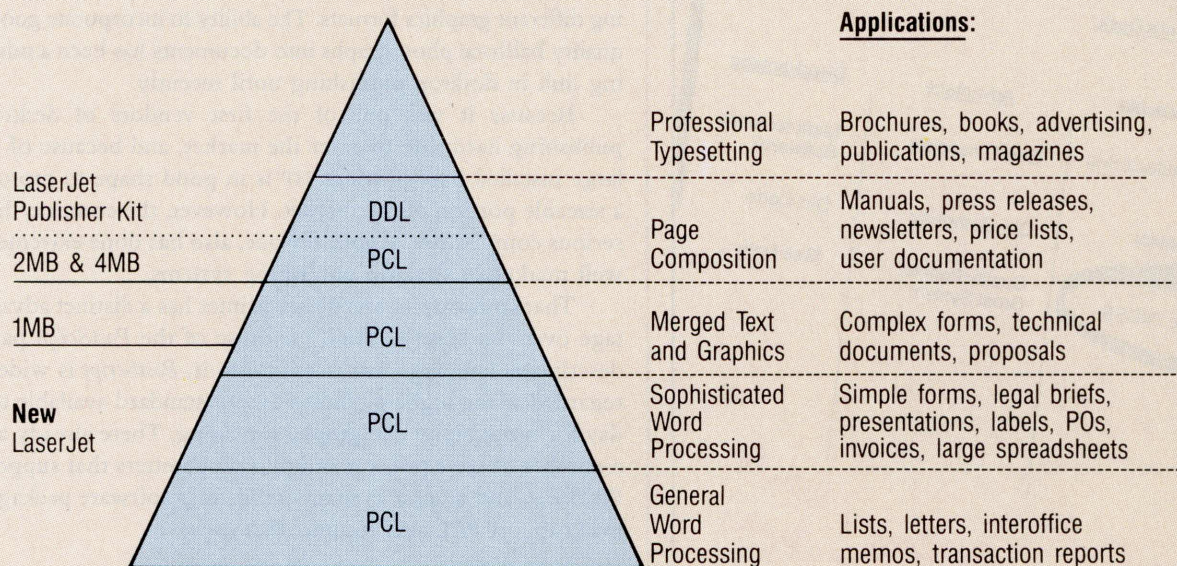 Applications:
Professional
Typesetting
Brochures, books, advertising,
publications, magazines
LaserJet
Publisher Kit
DDL
2MB & 4MB
PCL
Page
Composition
Manuals, press releases,
newsletters, price lists,
user documentation
1MB
PCL
Merged Text
and Graphics
Complex forms, technical
documents, proposals
New
LaserJet
PCL
Sophisticated
Word
Processing
Simple forms, legal briefs,
presentations, labels, POs,
invoices, large spreadsheets
PCL
General
Word
Processing
Lists, letters, interoffice
memos, transaction reports